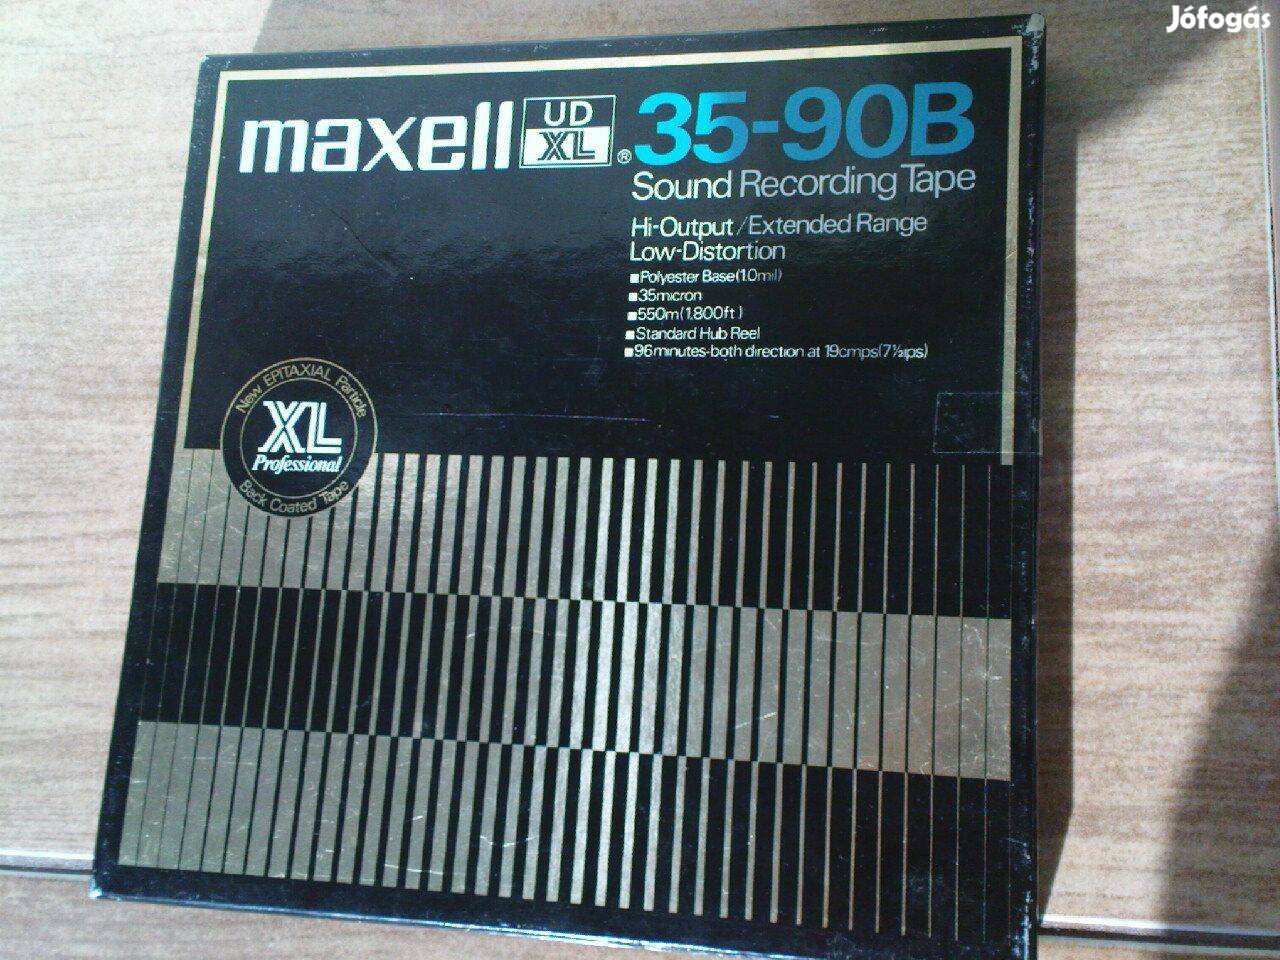 Jófogás
maxell UD XL ® 35-90B
Sound Recording Tape
Hi-Output/Extended Range
Low-Distortion
■Polyester Base(1.0mil)
■35micron
■550m(1,800ft)
■Standard Hub Reel
■96minutes-both direction at 19cmps(7½ips)
New EPITAXIAL Particle
XL
Professional
Back Coated Tape